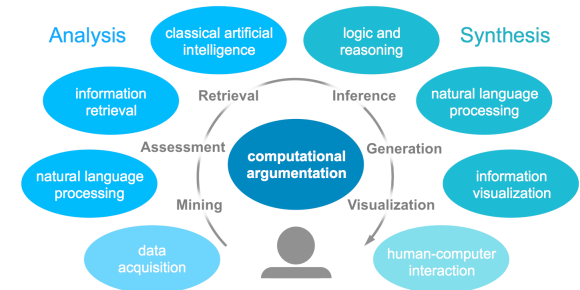 Analysis
classical artificial
intelligence
logic and
reasoning
Synthesis
information
retrieval
Retrieval
Inference
natural language
processing
Assessment
computational
argumentation
Generation
natural language
processing
Mining
Visualization
information
visualization
data
acquisition
human-computer
interaction